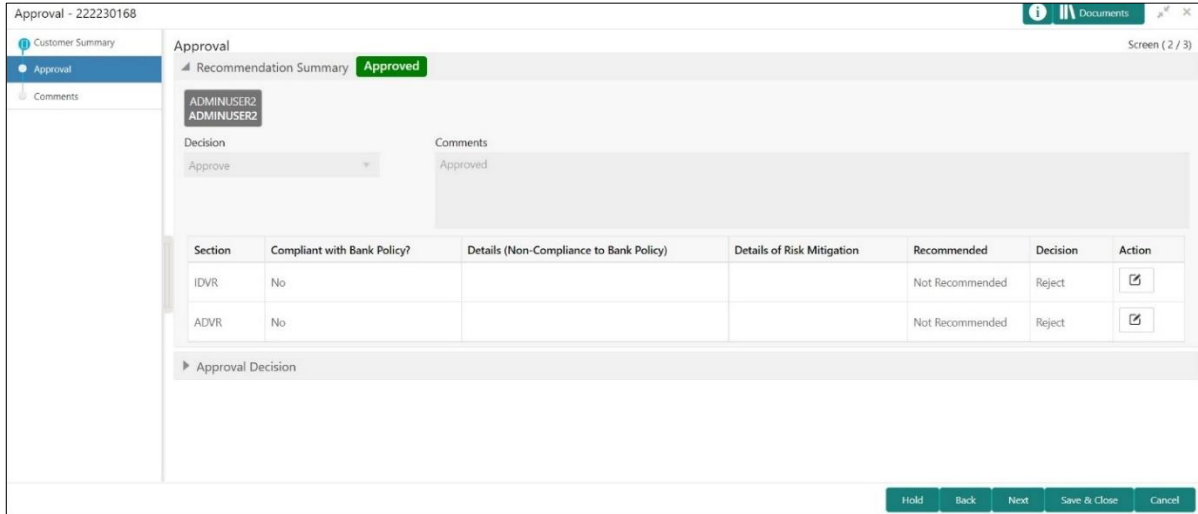 Approval - 222230168
Documents
Customer Summary
Approval
Comments
Approval
Screen ( 2 / 3)
Recommendation Summary Approved
ADMINUSER2
ADMINUSER2
Decision
Comments
Approve
Approved
Section Compliant with Bank Policy? Details (Non-Compliance to Bank Policy) Details of Risk Mitigation Recommended Decision Action
IDVR No Not Recommended Reject
ADVR No Not Recommended Reject
Approval Decision
Hold Back Next Save & Close Cancel